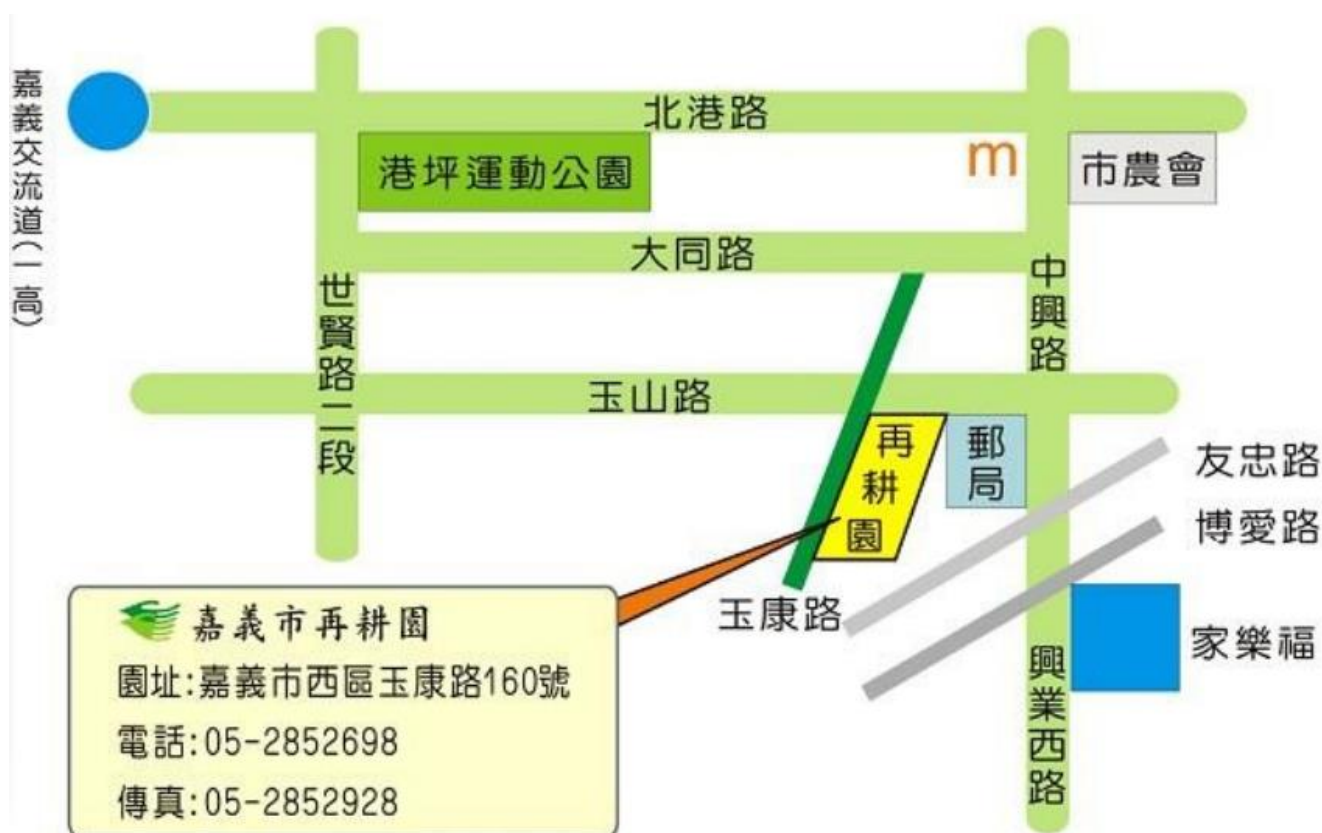 嘉義交流道(一高)
北港路
港坪運動公園
m
市農會
大同路
世賢路二段
中興路
玉山路
再耕園
郵局
友忠路
博愛路
玉康路
家樂福
興業西路
嘉義市再耕園
園址:嘉義市西區玉康路160號
電話:05-2852698
傳真:05-2852928